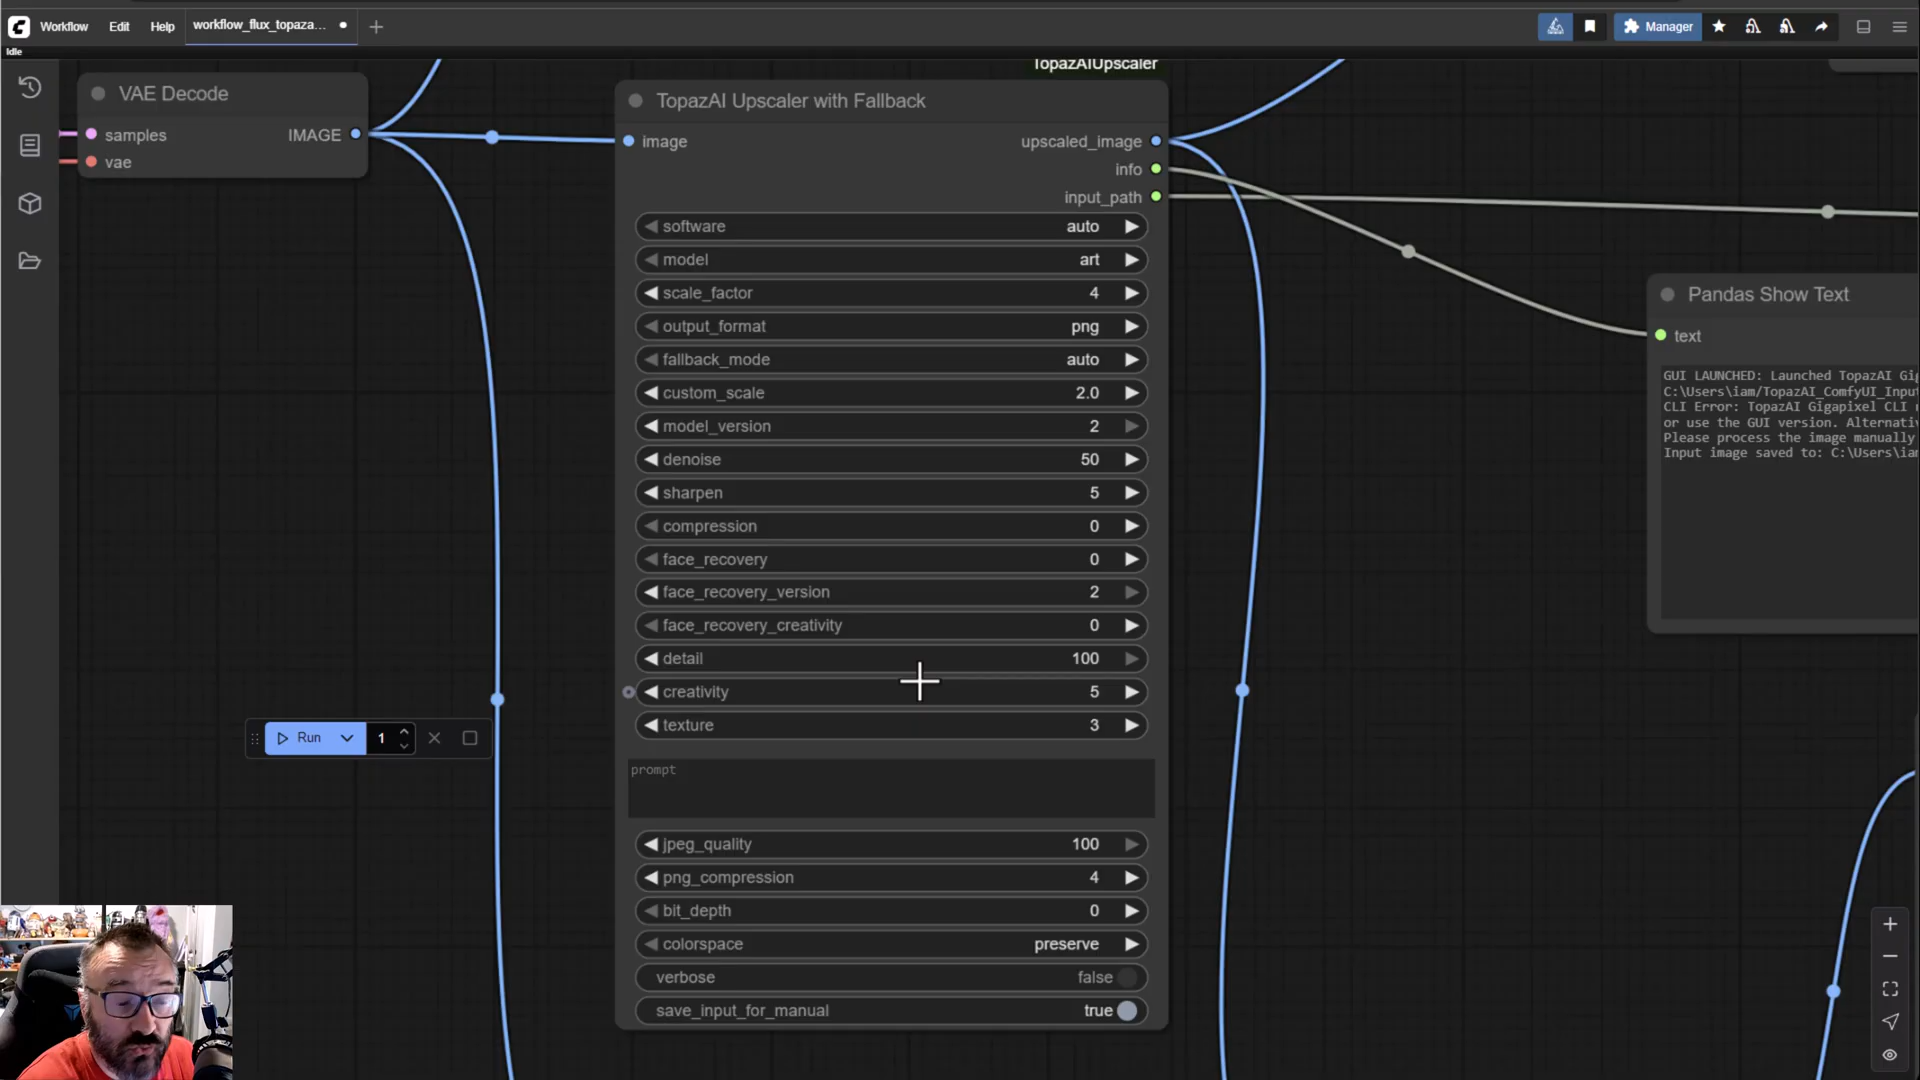 Workflow Edit Help workflow_flux_topaza... Manager
Idle
TopazAIUpscaler
VAE Decode
samples IMAGE
vae
TopazAI Upscaler with Fallback
image upscaled_image
info
input_path
software auto
model art
scale_factor 4
output_format png
fallback_mode auto
custom_scale 2.0
model_version 2
denoise 50
sharpen 5
compression 0
face_recovery 0
face_recovery_version 2
face_recovery_creativity 0
detail 100
creativity 5
texture 3
prompt
jpeg_quality 100
png_compression 4
bit_depth 0
colorspace preserve
verbose false
save_input_for_manual true
Run 1
Pandas Show Text
text
GUI LAUNCHED: Launched TopazAI Gig
C:\Users\iam/TopazAI_ComfyUI_Input
CLI Error: TopazAI Gigapixel CLI
or use the GUI version. Alternativ
Please process the image manually
Input image saved to: C:\Users\iam